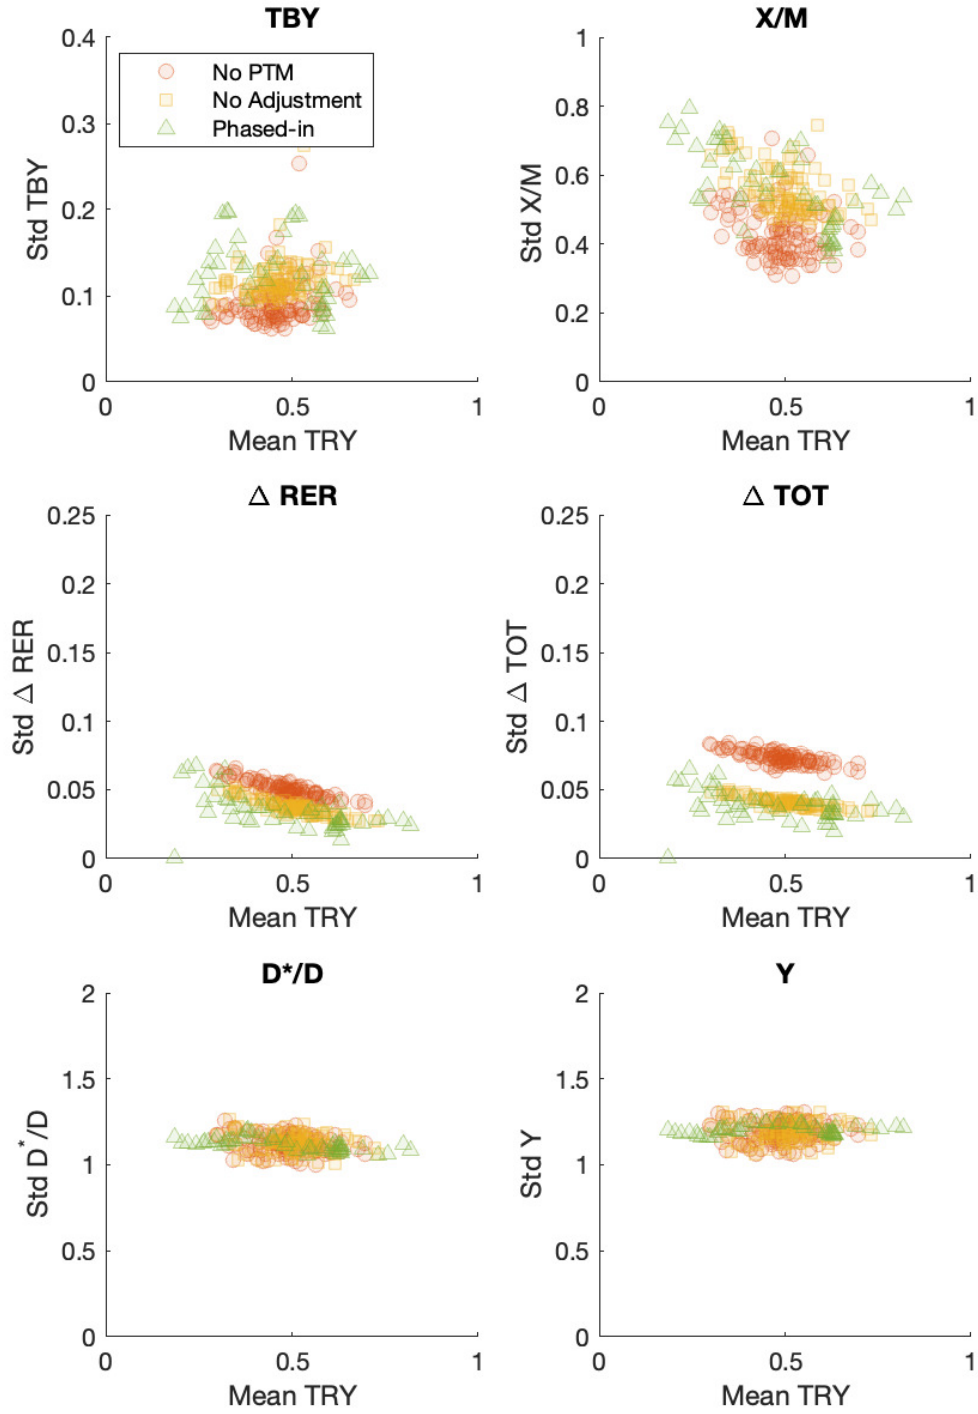 TBY
0.4
0.3
0.2
0.1
0
Std TBY
No PTM
No Adjustment
Phased-in
0 0.5 1
Mean TRY
X/M
1
0.8
0.6
0.4
0.2
0
Std X/M
0 0.5 1
Mean TRY
Δ RER
0.25
0.2
0.15
0.1
0.05
0
Std Δ RER
0 0.5 1
Mean TRY
Δ TOT
0.25
0.2
0.15
0.1
0.05
0
Std Δ TOT
0 0.5 1
Mean TRY
D*/D
2
1.5
1
0.5
0
Std D*/D
0 0.5 1
Mean TRY
Y
2
1.5
1
0.5
0
Std Y
0 0.5 1
Mean TRY